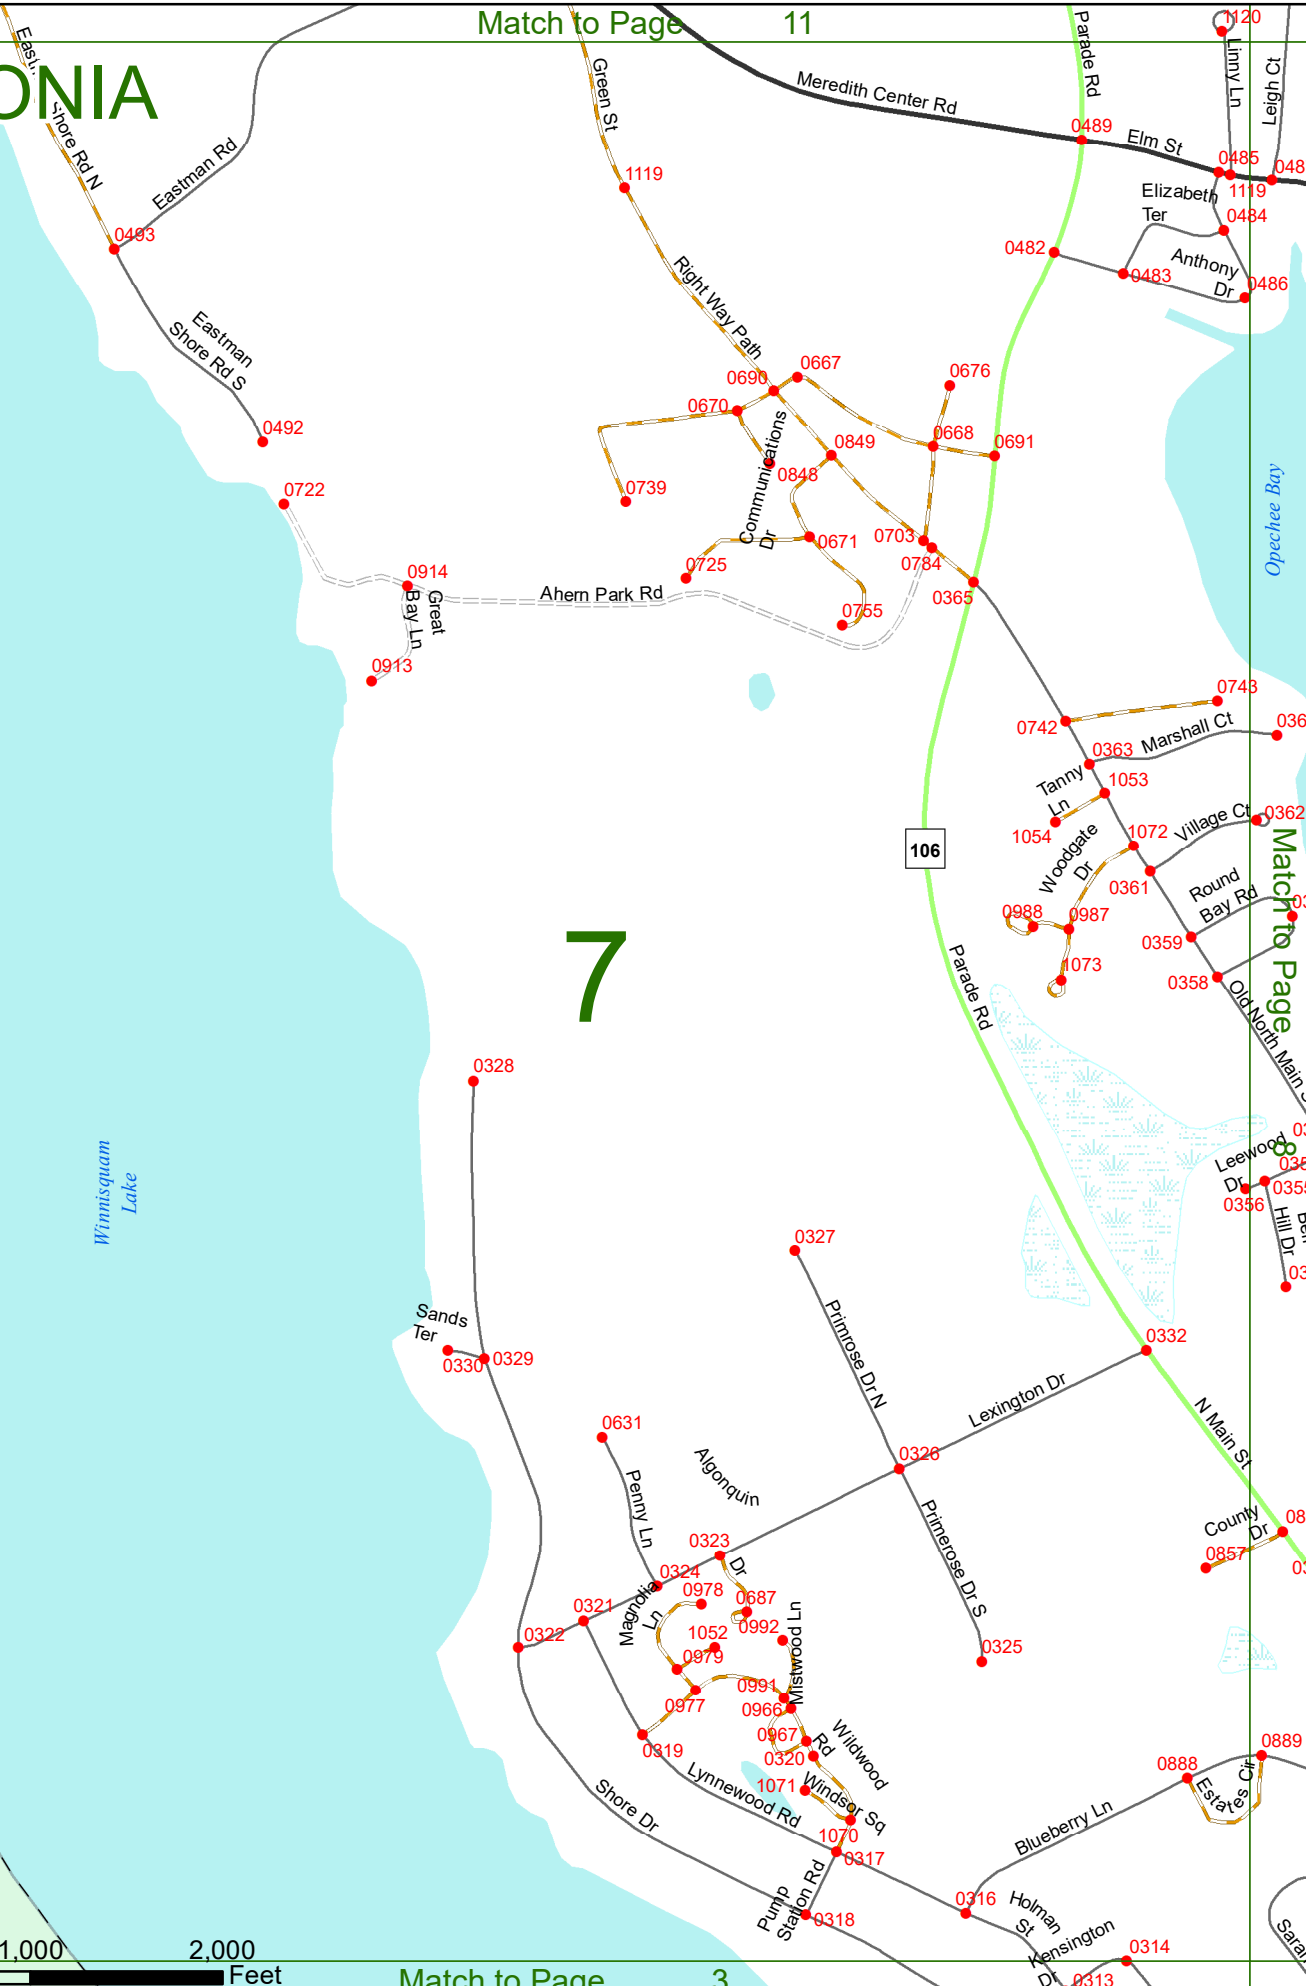 Match to Page 11
1120
ONIA
Eastman Shore Rd N
Eastman Rd
Green St
Meredith Center Rd
Parade Rd
Linny Ln
Leigh Ct
0489
Elm St
0485
048
1119
1119
Elizabeth
Ter
0484
0493
0482
0483
Anthony
Dr
0486
Right Way Path
Eastman
Shore Rd S
0667
0690
0676
0670
0492
0849
0668
0691
0848
Communications
Dr
0722
0739
0703
0671
0784
0725
0914
Great
Bay Ln
Ahern Park Rd
0365
0755
0913
Opechee Bay
0743
0742
Marshall Ct
036
0363
Tanny
Ln
1053
1054
Village Ct
0362
1072
106
Woodgate
Dr
0361
Round
Bay Rd
0988
0987
0359
1073
0358
Match to Page
8
7
Parade Rd
Old North Main S
0328
Winnisquam
Lake
Leewood
Dr
035
0355
0356
Hill Dr
0327
Sands
Ter
0330
0329
Primrose Dr N
0332
Lexington Dr
N Main St
0631
Algonquin
Dr
0326
Penny Ln
Primerose Dr S
County
Dr
08
0857
0323
0324
0978
0687
Magnolia
Ln
0321
0992
Mistwood Ln
0322
1052
0979
0325
0991
0977
0966
0967
0319
0320
Wildwood
Rd
0889
0888
Estates Cir
1071
Windsor Sq
Lynnewood Rd
Shore Dr
1070
0317
Blueberry Ln
Pump
Station Rd
0316
0318
Holman
St
Kensington
Dr
0314
0313
1,000
2,000
Feet
Match to Page 3